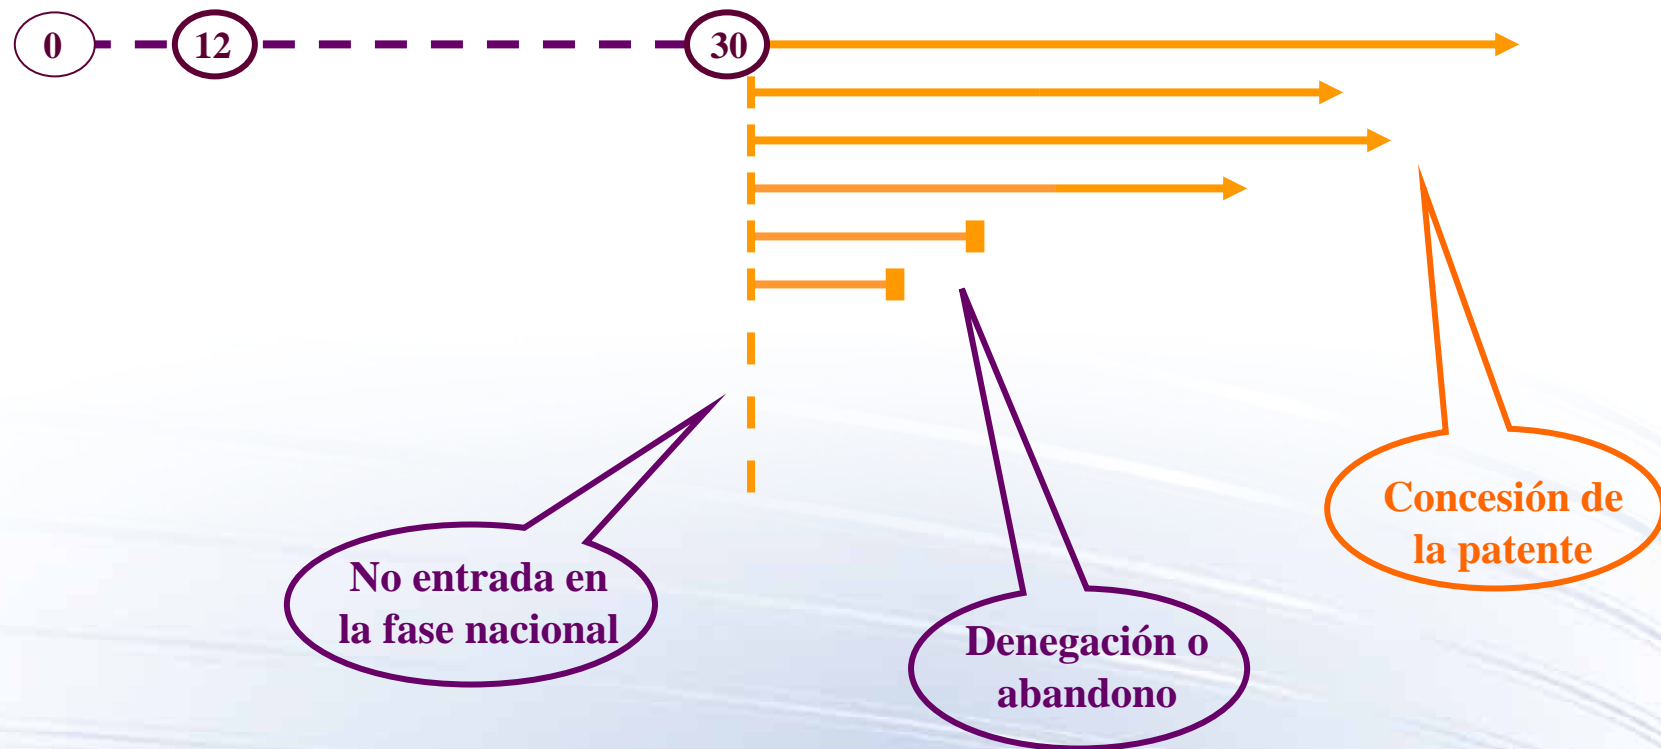 0
12
30
Concesión de
la patente
No entrada en
la fase nacional
Denegación o
abandono